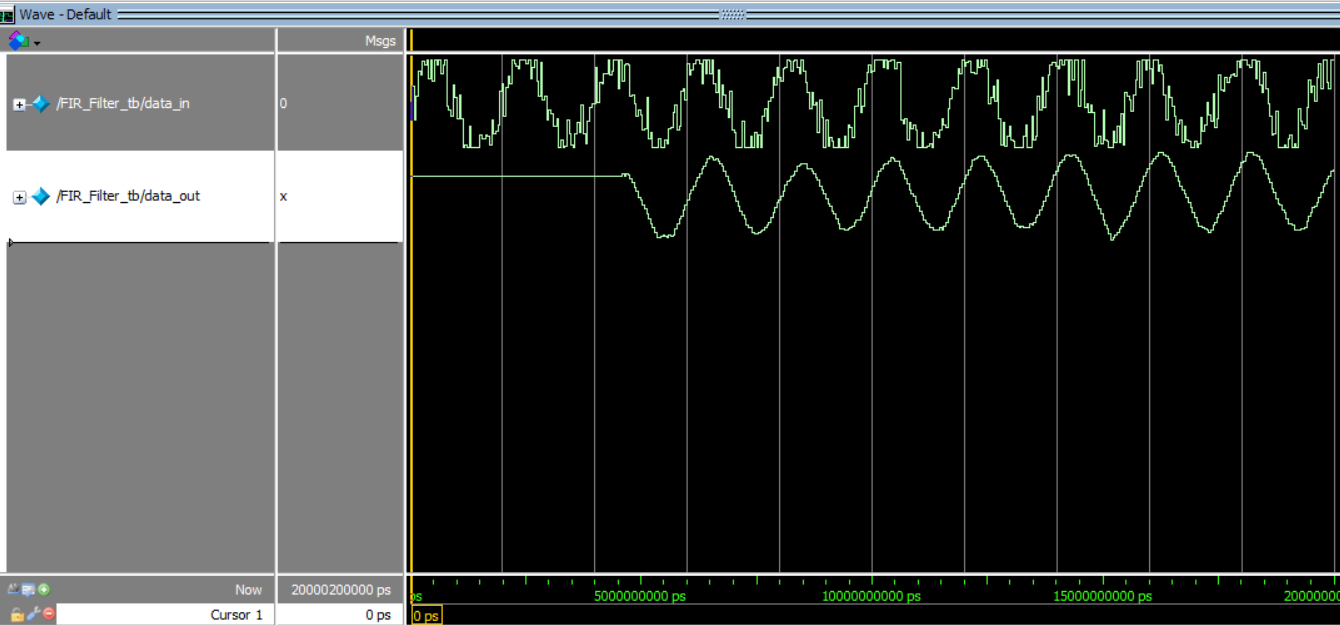 Wave - Default
Msgs
/FIR_Filter_tb/data_in 0
/FIR_Filter_tb/data_out x
Now 20000200000 ps
ps 5000000000 ps 10000000000 ps 15000000000 ps
Cursor 1 0 ps 0 ps